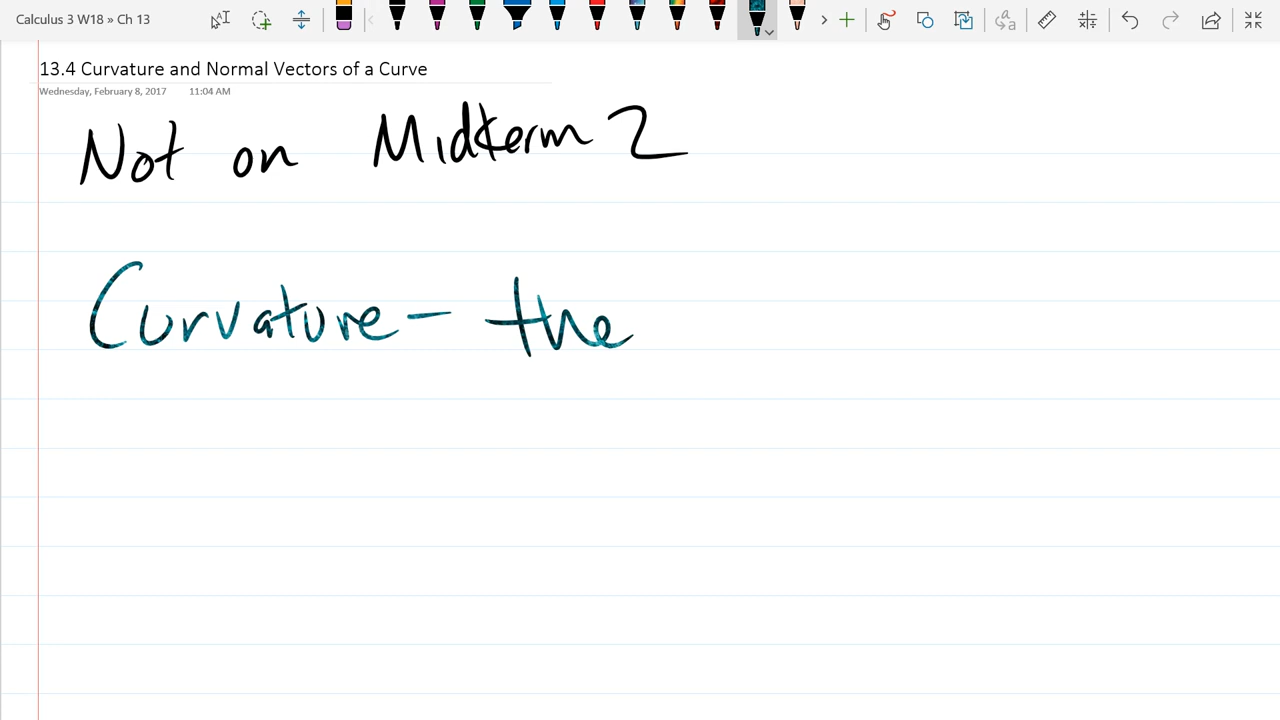 Calculus 3 W18 » Ch 13
13.4 Curvature and Normal Vectors of a Curve
Wednesday, February 8, 2017 11:04 AM
Not on Midterm 2
Curvature - the